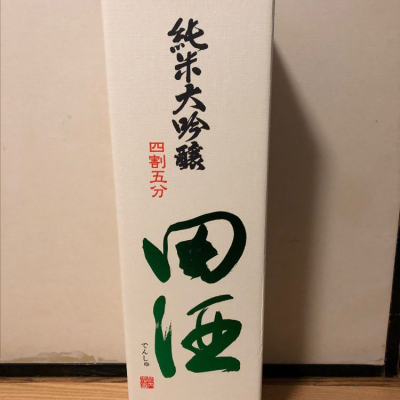 純米大吟醸
四割五分
田酒
でんしゅ